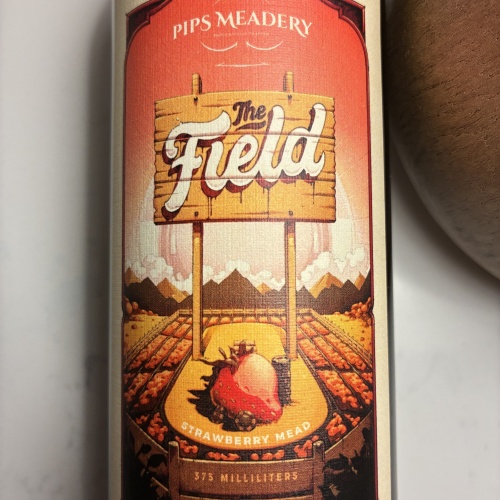 PIPS MEADERY
The
Field
STRAWBERRY MEAD
375 MILLILITERS